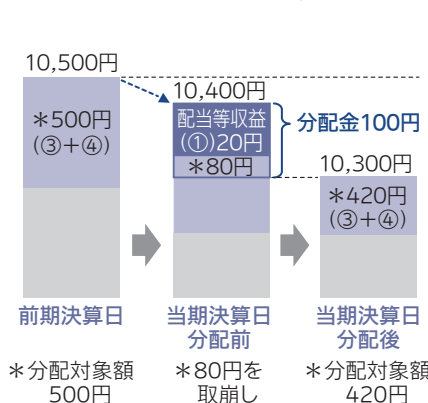 10,500円
＊500円
(③+④)
10,400円
配当等収益
(①)20円
＊80円
分配金100円
10,300円
＊420円
(③+④)
前期決算日
当期決算日
分配前
当期決算日
分配後
＊分配対象額
500円
＊80円を
取崩し
＊分配対象額
420円